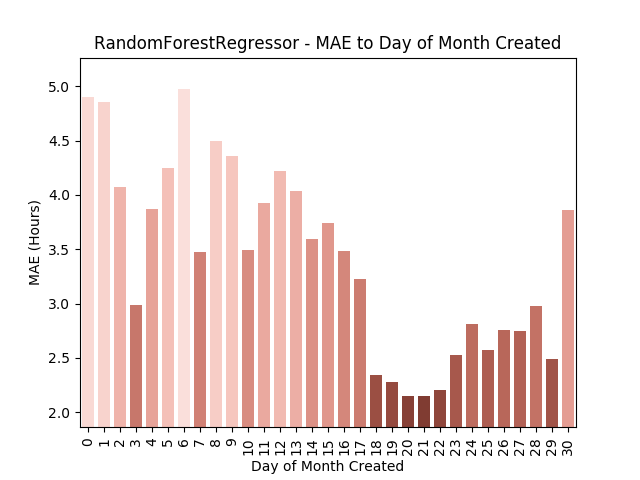 RandomForestRegressor - MAE to Day of Month Created
5.0
4.5
4.0
3.5
3.0
2.5
2.0
MAE (Hours)
0 1 2 3 4 5 6 7 8 9 10 11 12 13 14 15 16 17 18 19 20 21 22 23 24 25 26 27 28 29 30
Day of Month Created